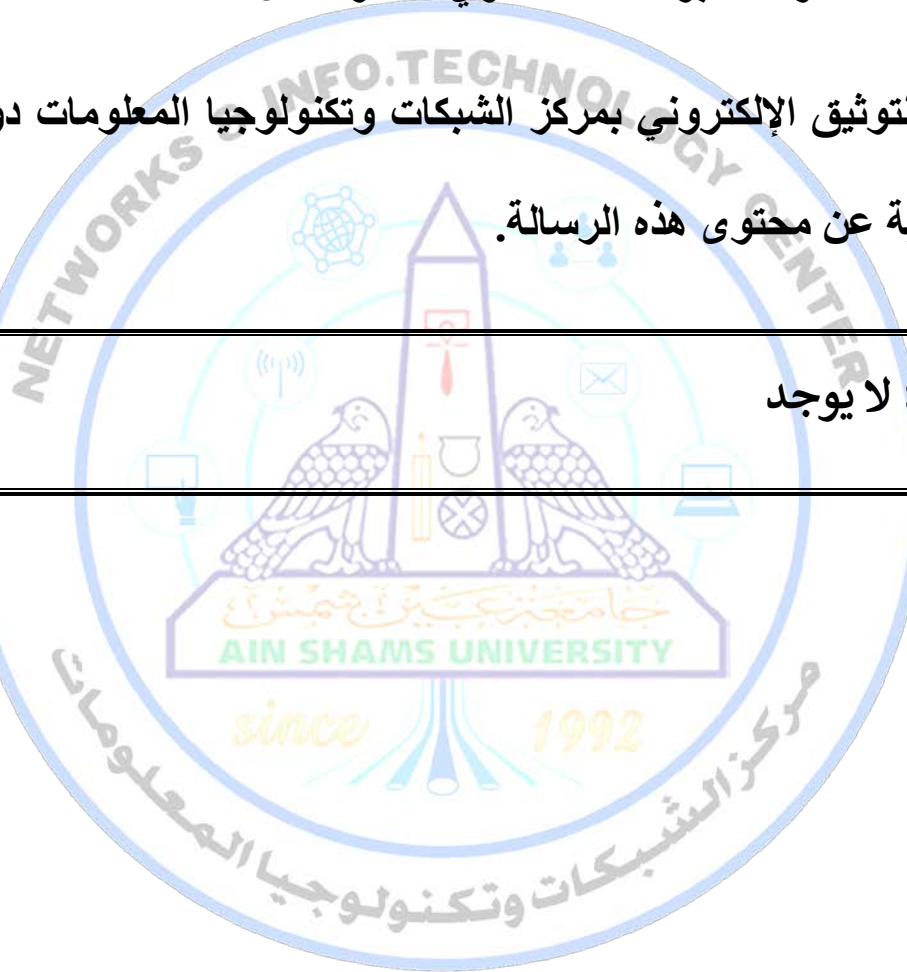 لتوثيق الإلكتروني بمركز الشبكات وتكنولوجيا المعلومات دو
ة عن محتوى هذه الرسالة.
لا يوجد
NETWORKS & INFO.TECHNOLOGY CENTER
جامعة عين شمس
AIN SHAMS UNIVERSITY
since 1992
مركز الشبكات وتكنولوجيا المعلومات